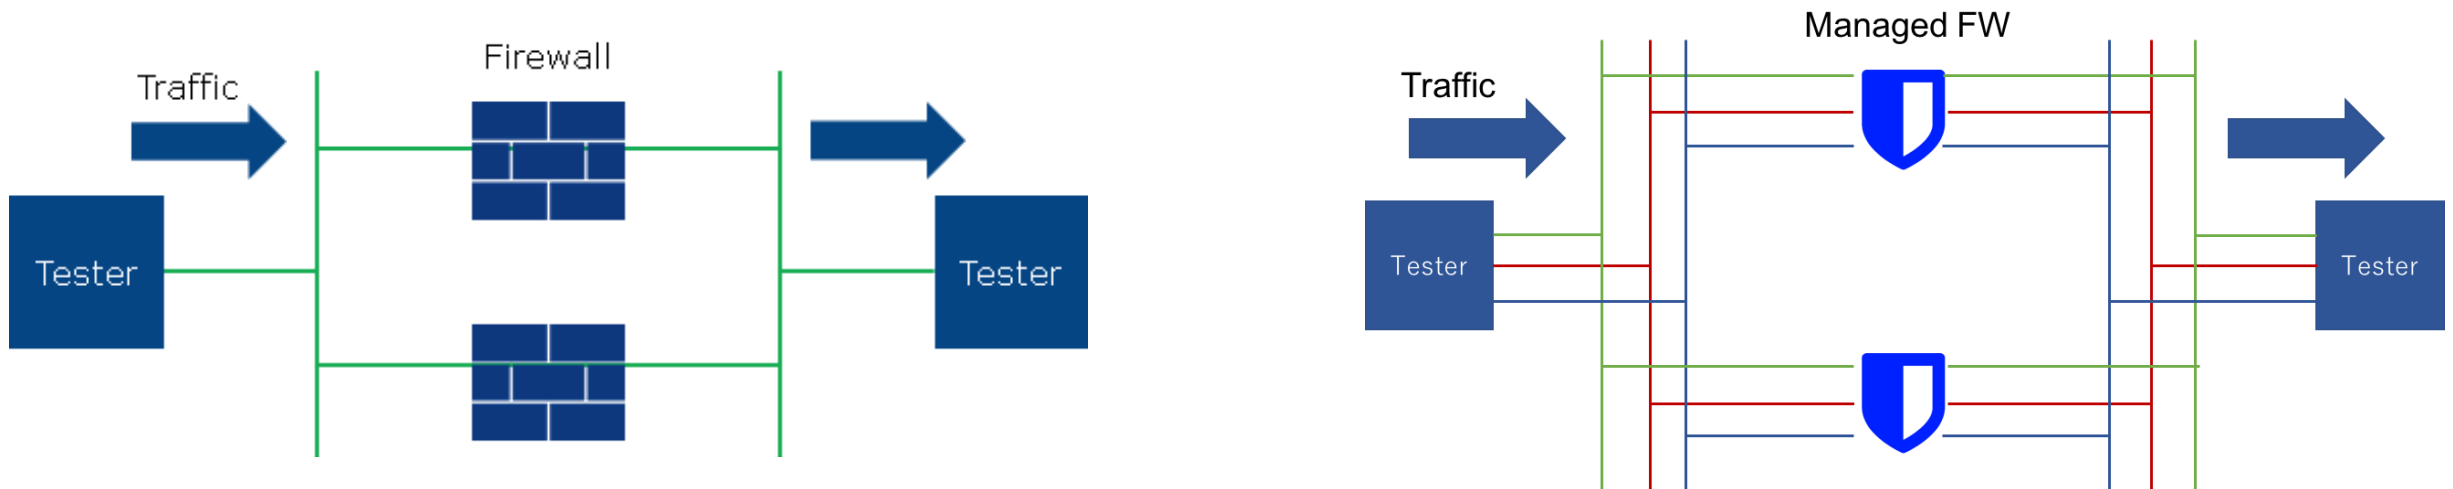 Firewall
Traffic
Tester
Tester
Managed FW
Traffic
Tester
Tester